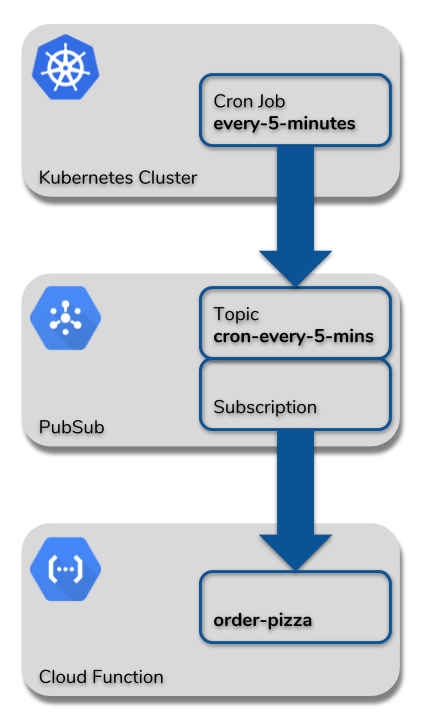 Cron Job
every-5-minutes
Kubernetes Cluster
Topic
cron-every-5-mins
Subscription
PubSub
order-pizza
Cloud Function